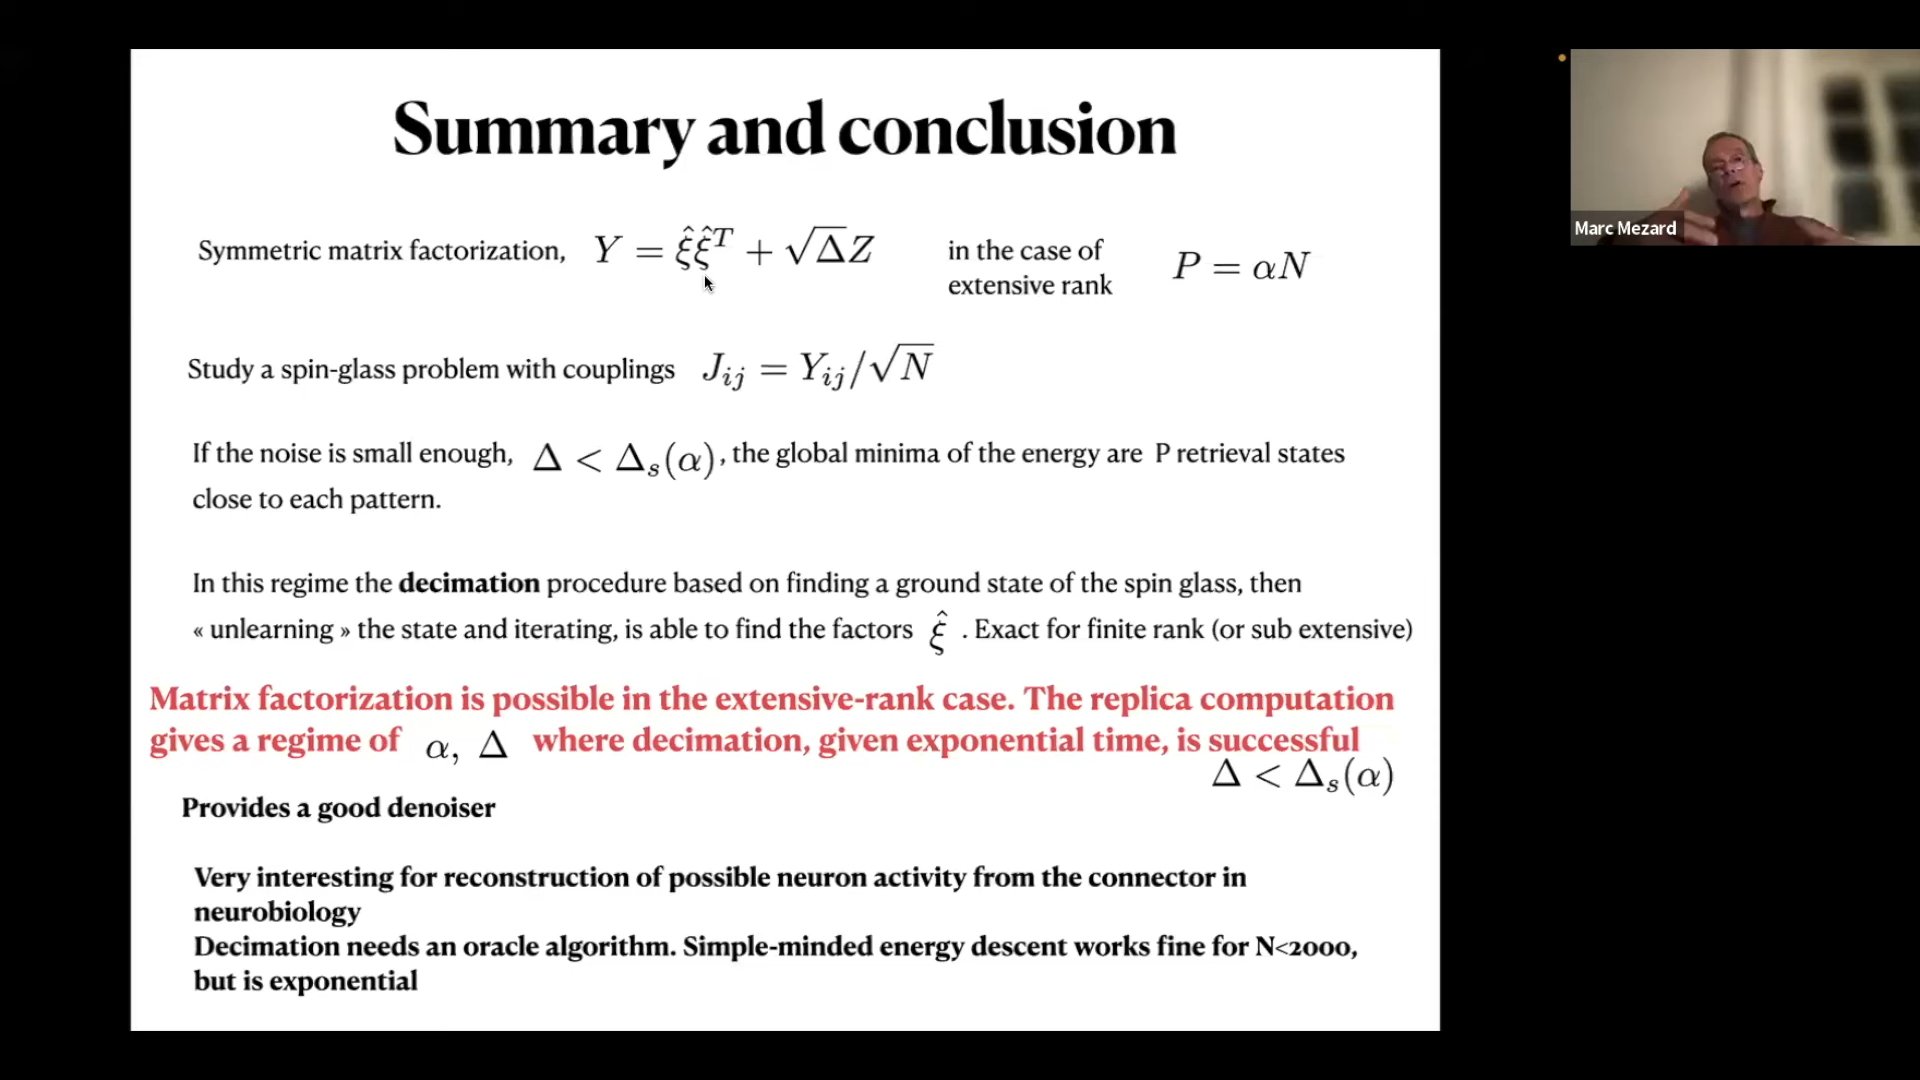 Summary and conclusion
Symmetric matrix factorization, Y = ξ̂ξ̂ᵀ + √ΔZ in the case of
extensive rank P = αN
Study a spin-glass problem with couplings J_{ij} = Y_{ij}/√N
If the noise is small enough, Δ < Δ_s(α), the global minima of the energy are P retrieval states
close to each pattern.
In this regime the decimation procedure based on finding a ground state of the spin glass, then
« unlearning » the state and iterating, is able to find the factors ξ̂ . Exact for finite rank (or sub extensive)
Matrix factorization is possible in the extensive-rank case. The replica computation
gives a regime of α, Δ where decimation, given exponential time, is successful
Δ < Δ_s(α)
Provides a good denoiser
Very interesting for reconstruction of possible neuron activity from the connector in
neurobiology
Decimation needs an oracle algorithm. Simple-minded energy descent works fine for N<2000,
but is exponential
Marc Mezard